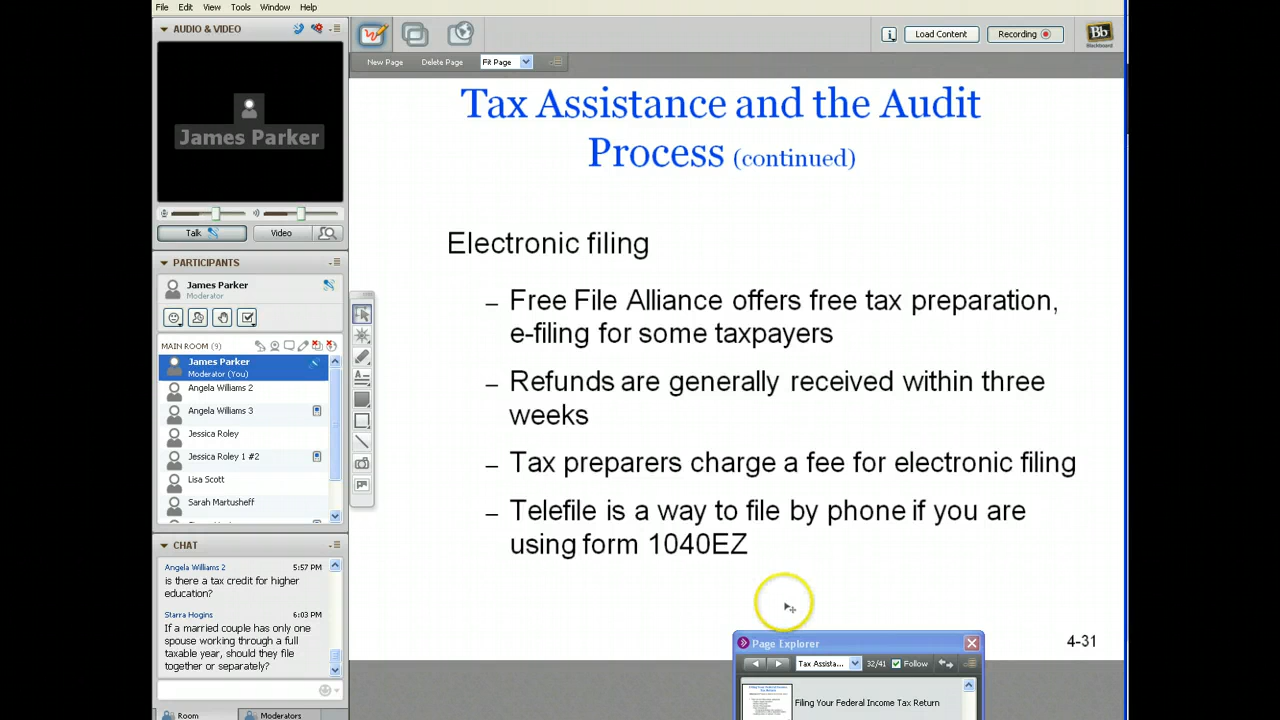 File Edit View Tools Window Help
AUDIO & VIDEO
James Parker
Talk
Video
PARTICIPANTS
James Parker
Moderator
MAIN ROOM (9)
James Parker
Moderator (You)
Angela Williams 2
Angela Williams 3
Jessica Roley
Jessica Roley 1 #2
Lisa Scott
Sarah Martusheff
CHAT
Angela Williams 2 5:57 PM
is there a tax credit for higher
education?
Starra Hogins 6:03 PM
If a married couple has only one
spouse working through a full
taxable year, should they file
together or separately?
Room
Moderators
Load Content
Recording
Bb
Blackboard
New Page
Delete Page
Fit Page
Tax Assistance and the Audit
Process (continued)
Electronic filing
– Free File Alliance offers free tax preparation,
e-filing for some taxpayers
– Refunds are generally received within three
weeks
– Tax preparers charge a fee for electronic filing
– Telefile is a way to file by phone if you are
using form 1040EZ
4-31
Page Explorer
Tax Assista... 32/41 Follow
Filing Your Federal Income Tax Return